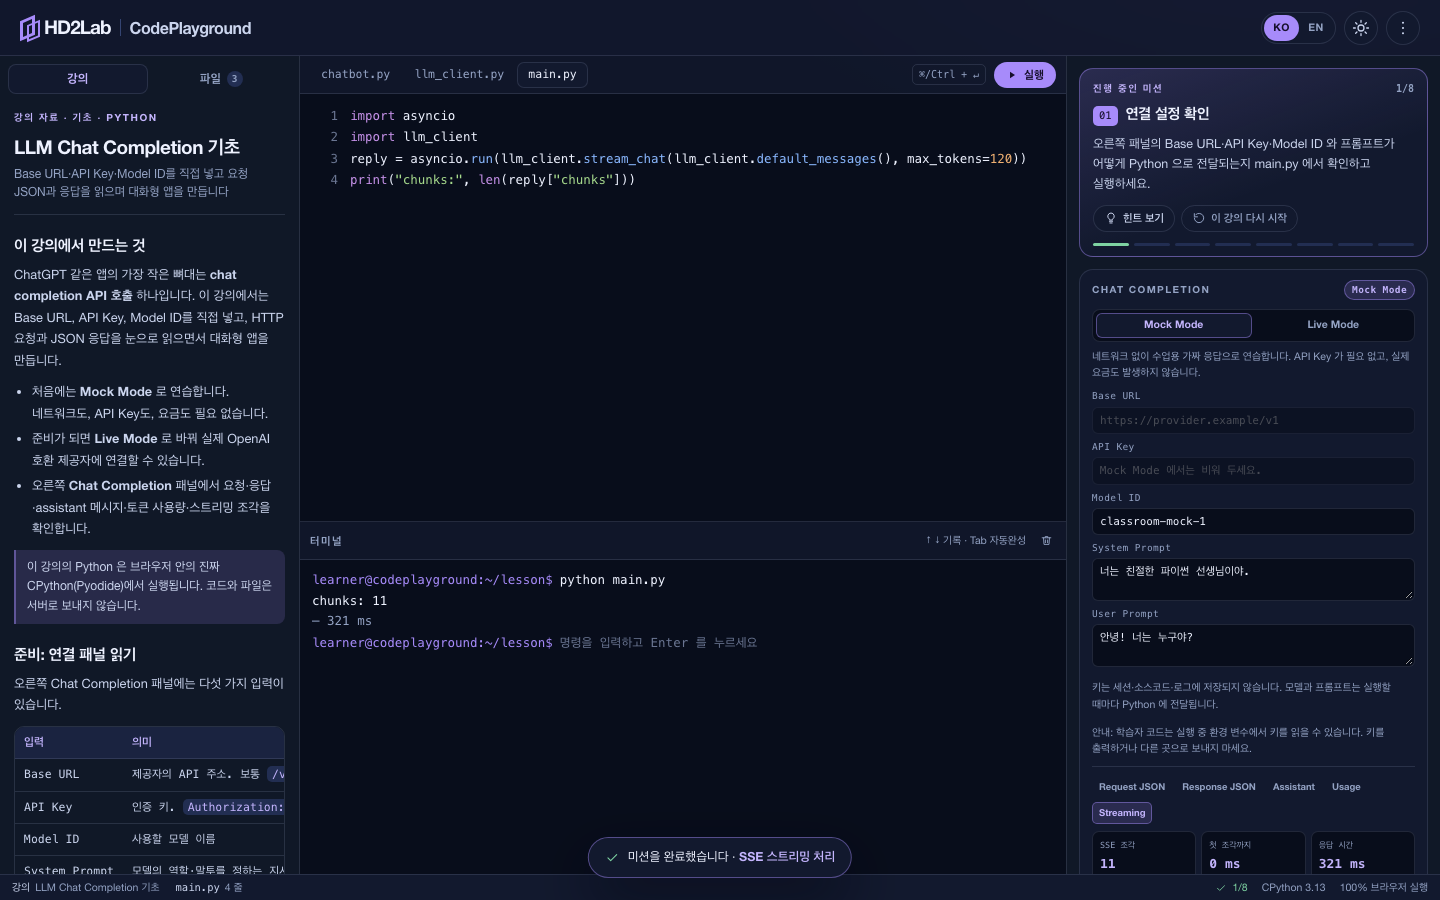 HD2Lab | CodePlayground
KO EN
강의 파일 3
강의 자료 · 기초 · PYTHON
LLM Chat Completion 기초
Base URL·API Key·Model ID를 직접 넣고 요청
JSON과 응답을 읽으며 대화형 앱을 만듭니다
이 강의에서 만드는 것
ChatGPT 같은 앱의 가장 작은 뼈대는 chat
completion API 호출 하나입니다. 이 강의에서는
Base URL, API Key, Model ID를 직접 넣고, HTTP
요청과 JSON 응답을 눈으로 읽으면서 대화형 앱을
만듭니다.
처음에는 Mock Mode 로 연습합니다.
네트워크도, API Key도, 요금도 필요 없습니다.
준비가 되면 Live Mode 로 바꿔 실제 OpenAI
호환 제공자에 연결할 수 있습니다.
오른쪽 Chat Completion 패널에서 요청·응답
·assistant 메시지·토큰 사용량·스트리밍 조각을
확인합니다.
이 강의의 Python 은 브라우저 안의 진짜
CPython(Pyodide)에서 실행됩니다. 코드와 파일은
서버로 보내지 않습니다.
준비: 연결 패널 읽기
오른쪽 Chat Completion 패널에는 다섯 가지 입력이
있습니다.
입력 의미
Base URL 제공자의 API 주소. 보통 /v
API Key 인증 키. Authorization:
Model ID 사용할 모델 이름
System Prompt 모델의 역할·말투를 정하는 지시
chatbot.py llm_client.py main.py
⌘/Ctrl + ↵ 실행
1 import asyncio
2 import llm_client
3 reply = asyncio.run(llm_client.stream_chat(llm_client.default_messages(), max_tokens=120))
4 print("chunks:", len(reply["chunks"]))
터미널 ↑↓ 기록 · Tab 자동완성
learner@codeplayground:~/lesson$ python main.py
chunks: 11
— 321 ms
learner@codeplayground:~/lesson$ 명령을 입력하고 Enter 를 누르세요
미션을 완료했습니다 · SSE 스트리밍 처리
진행 중인 미션 1/8
01 연결 설정 확인
오른쪽 패널의 Base URL·API Key·Model ID 와 프롬프트가
어떻게 Python 으로 전달되는지 main.py 에서 확인하고
실행하세요.
힌트 보기 이 강의 다시 시작
CHAT COMPLETION Mock Mode
Mock Mode Live Mode
네트워크 없이 수업용 가짜 응답으로 연습합니다. API Key 가 필요 없고, 실제
요금도 발생하지 않습니다.
Base URL
https://provider.example/v1
API Key
Mock Mode 에서는 비워 두세요.
Model ID
classroom-mock-1
System Prompt
너는 친절한 파이썬 선생님이야.
User Prompt
안녕! 너는 누구야?
키는 세션·소스코드·로그에 저장되지 않습니다. 모델과 프롬프트는 실행할
때마다 Python 에 전달됩니다.
안내: 학습자 코드는 실행 중 환경 변수에서 키를 읽을 수 있습니다. 키를
출력하거나 다른 곳으로 보내지 마세요.
Request JSON Response JSON Assistant Usage
Streaming
SSE 조각 첫 조각까지 응답 시간
11 0 ms 321 ms
강의 LLM Chat Completion 기초 main.py 4 줄
1/8 CPython 3.13 100% 브라우저 실행